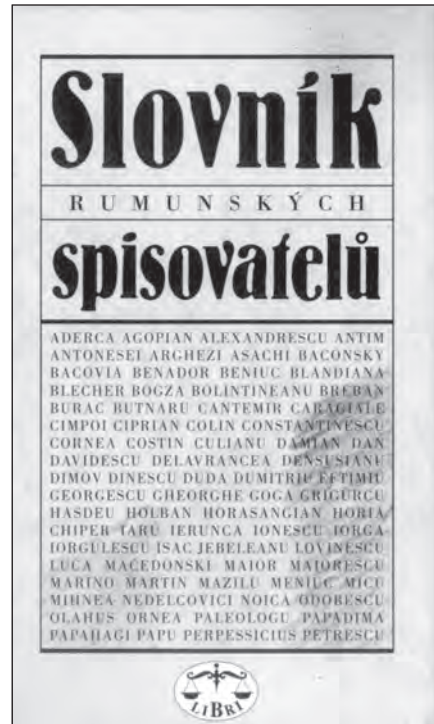 Slovník
RUMUNSKÝCH
spisovatelů
ADERCA AGOPIAN ALEXANDRESCU ANTIM
ANTONESEI ARGHEZI ASACHI BACONSKY
BACOVIA BENADOR BENIUC BLANDIANA
BLECHER BOGZA BOLINTINEANU BREBAN
BURAC BUTNARU CANTEMIR CARAGIALE
CIMPOI CIPRIAN COLIN CONSTANTINESCU
CORNEA COSTIN CULIANU DAMIAN DAN
DAVIDESCU DELAVRANCEA DENSUSIANU
DIMOV DINESCU DUDA DUMITRIU EFTIMIU
GEORGESCU GHEORGHE GOGA GRIGURCU
HASDEU HOLBAN HORASANGIAN HORIA
CHIPER IARU IERUNCA IONESCU IORGA
IORGULESCU ISAC JEBELEANU LOVINESCU
LUCA MACEDONSKI MAIOR MAIORESCU
MARINO MARTIN MAZILU MENIUC MICU
MIHNEA NEDELCOVICI NOICA ODOBESCU
OLAHUS ORNEA PALEOLOGU PAPADIMA
PAPAHAGI PAPU PERPESSICIUS PETRESCU
LIBRI